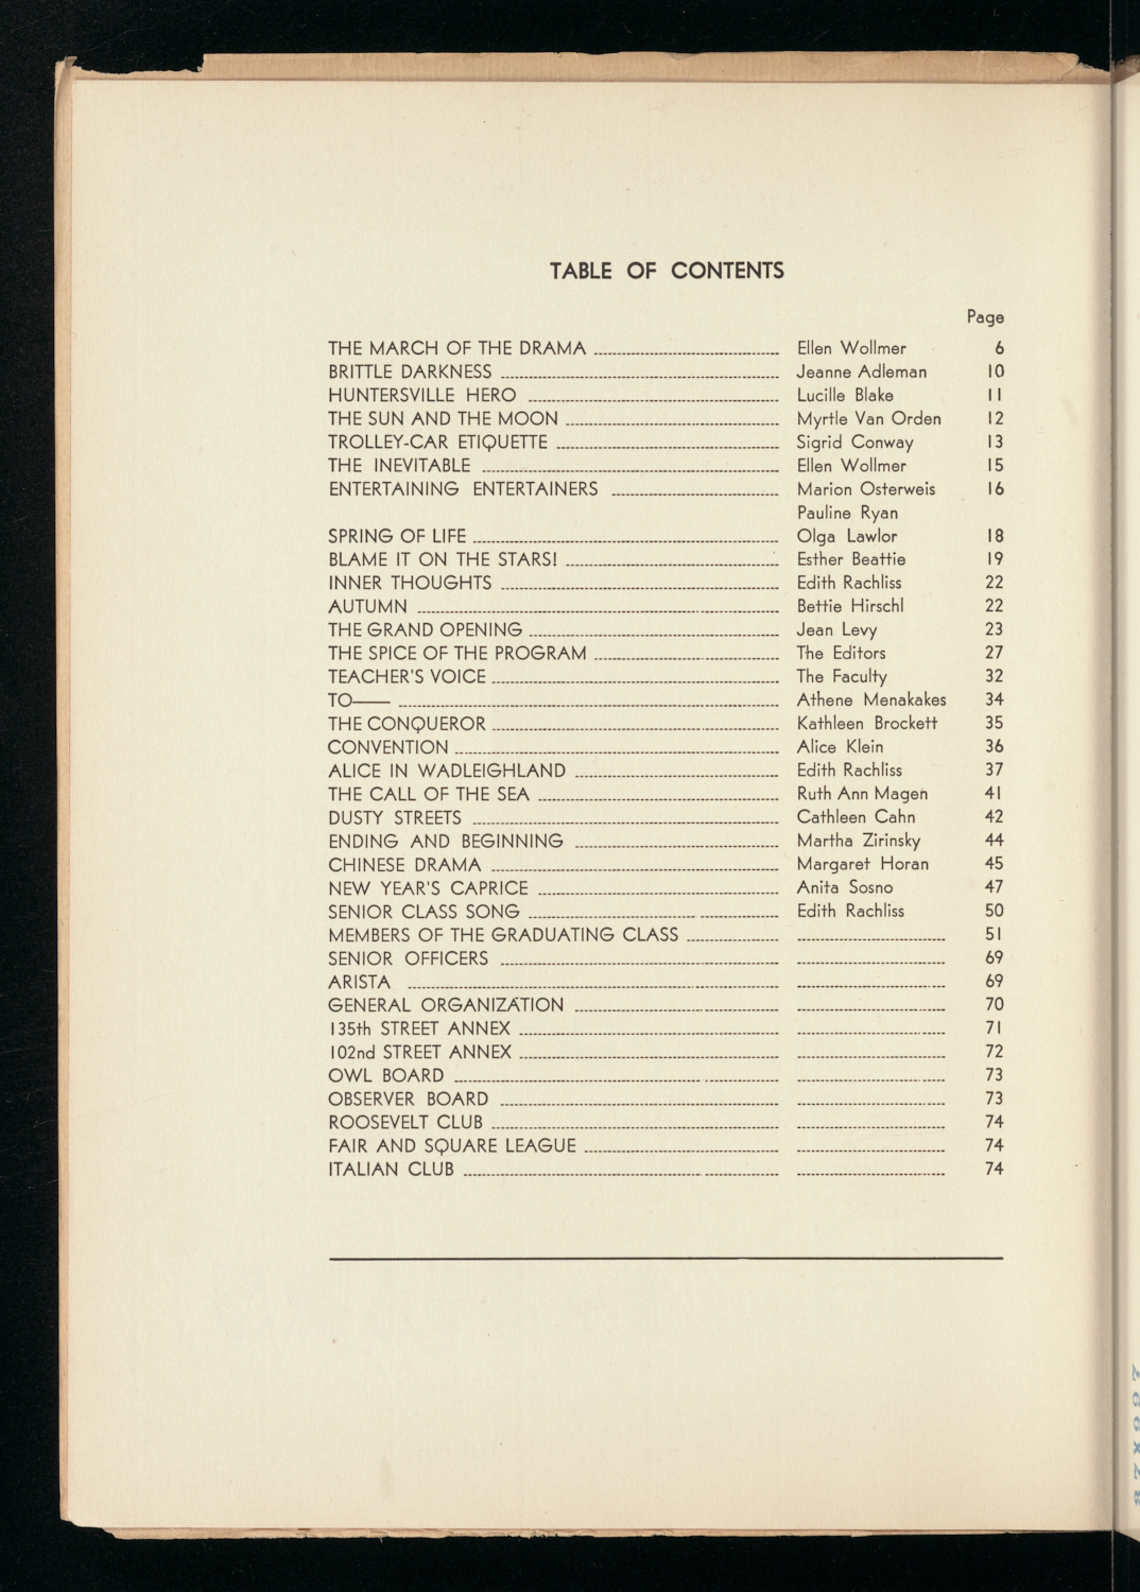 TABLE OF CONTENTS
Page
THE MARCH OF THE DRAMA Ellen Wollmer 6
BRITTLE DARKNESS Jeanne Adleman 10
HUNTERSVILLE HERO Lucille Blake 11
THE SUN AND THE MOON Myrtle Van Orden 12
TROLLEY-CAR ETIQUETTE Sigrid Conway 13
THE INEVITABLE Ellen Wollmer 15
ENTERTAINING ENTERTAINERS Marion Osterweis 16
Pauline Ryan
SPRING OF LIFE Olga Lawlor 18
BLAME IT ON THE STARS! Esther Beattie 19
INNER THOUGHTS Edith Rachliss 22
AUTUMN Bettie Hirschl 22
THE GRAND OPENING Jean Levy 23
THE SPICE OF THE PROGRAM The Editors 27
TEACHER'S VOICE The Faculty 32
TO—— Athene Menakakes 34
THE CONQUEROR Kathleen Brockett 35
CONVENTION Alice Klein 36
ALICE IN WADLEIGHLAND Edith Rachliss 37
THE CALL OF THE SEA Ruth Ann Magen 41
DUSTY STREETS Cathleen Cahn 42
ENDING AND BEGINNING Martha Zirinsky 44
CHINESE DRAMA Margaret Horan 45
NEW YEAR'S CAPRICE Anita Sosno 47
SENIOR CLASS SONG Edith Rachliss 50
MEMBERS OF THE GRADUATING CLASS 51
SENIOR OFFICERS 69
ARISTA 69
GENERAL ORGANIZATION 70
135th STREET ANNEX 71
102nd STREET ANNEX 72
OWL BOARD 73
OBSERVER BOARD 73
ROOSEVELT CLUB 74
FAIR AND SQUARE LEAGUE 74
ITALIAN CLUB 74